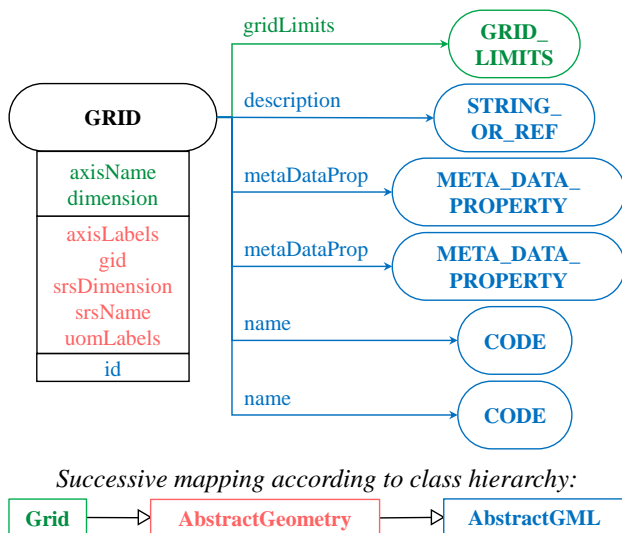 gridLimits
GRID_
LIMITS
GRID
description
STRING_
OR_REF
axisName
dimension
metaDataProp
META_DATA_
PROPERTY
axisLabels
gid
srsDimension
srsName
uomLabels
metaDataProp
META_DATA_
PROPERTY
id
name
CODE
name
CODE
Successive mapping according to class hierarchy:
Grid AbstractGeometry AbstractGML